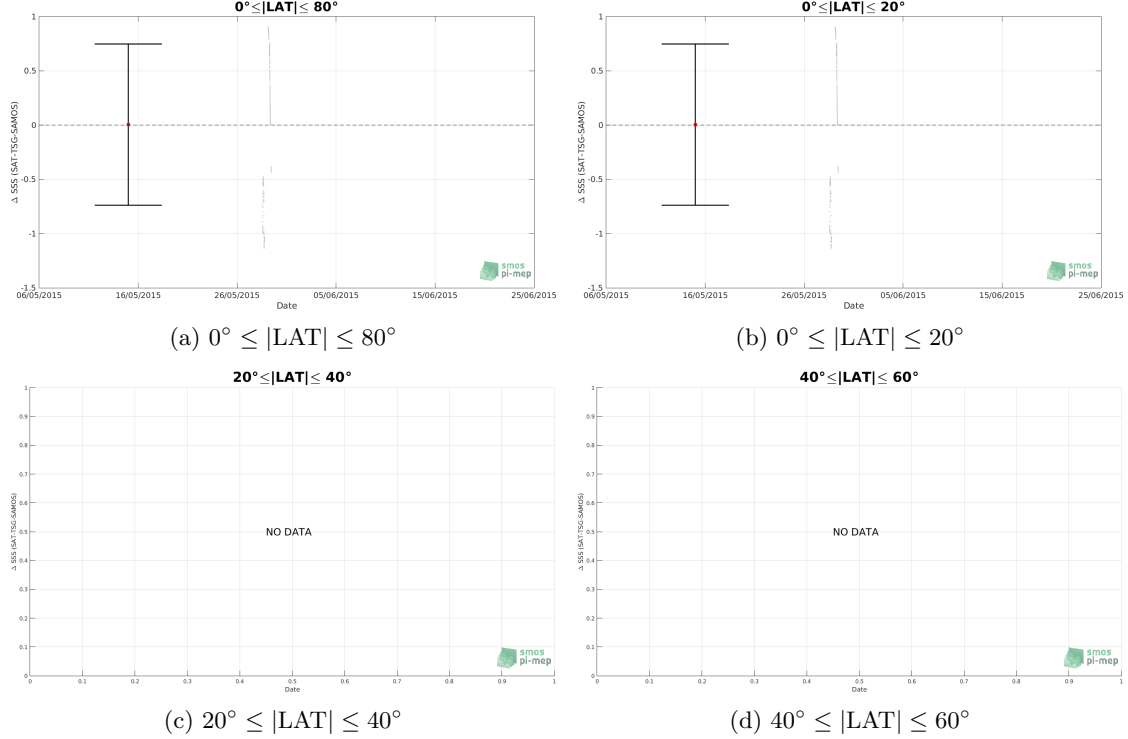 0°≤|LAT|≤ 80°
Δ SSS (SAT-TSG-SAMOS)
1
0.5
0
-0.5
-1
-1.5
06/05/2015 16/05/2015 26/05/2015 05/06/2015 15/06/2015 25/06/2015
Date
smos
pi-mep
(a) 0° ≤ |LAT| ≤ 80°
0°≤|LAT|≤ 20°
Δ SSS (SAT-TSG-SAMOS)
1
0.5
0
-0.5
-1
-1.5
06/05/2015 16/05/2015 26/05/2015 05/06/2015 15/06/2015 25/06/2015
Date
smos
pi-mep
(b) 0° ≤ |LAT| ≤ 20°
20°≤|LAT|≤ 40°
Δ SSS (SAT-TSG-SAMOS)
1
0.9
0.8
0.7
0.6
0.5
0.4
0.3
0.2
0.1
0
NO DATA
0 0.1 0.2 0.3 0.4 0.5 0.6 0.7 0.8 0.9 1
Date
smos
pi-mep
(c) 20° ≤ |LAT| ≤ 40°
40°≤|LAT|≤ 60°
Δ SSS (SAT-TSG-SAMOS)
1
0.9
0.8
0.7
0.6
0.5
0.4
0.3
0.2
0.1
0
NO DATA
0 0.1 0.2 0.3 0.4 0.5 0.6 0.7 0.8 0.9 1
Date
smos
pi-mep
(d) 40° ≤ |LAT| ≤ 60°